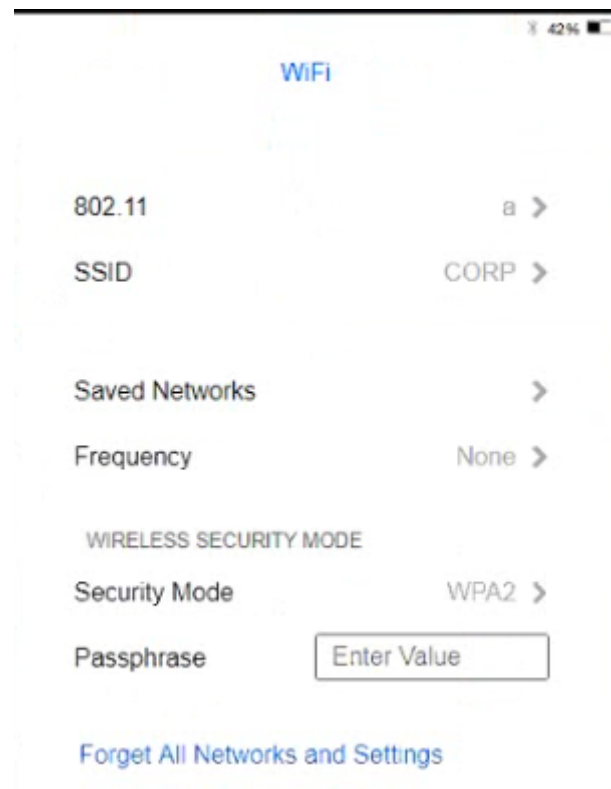 42%
WiFi
802.11 a
SSID CORP
Saved Networks
Frequency None
WIRELESS SECURITY MODE
Security Mode WPA2
Passphrase Enter Value
Forget All Networks and Settings